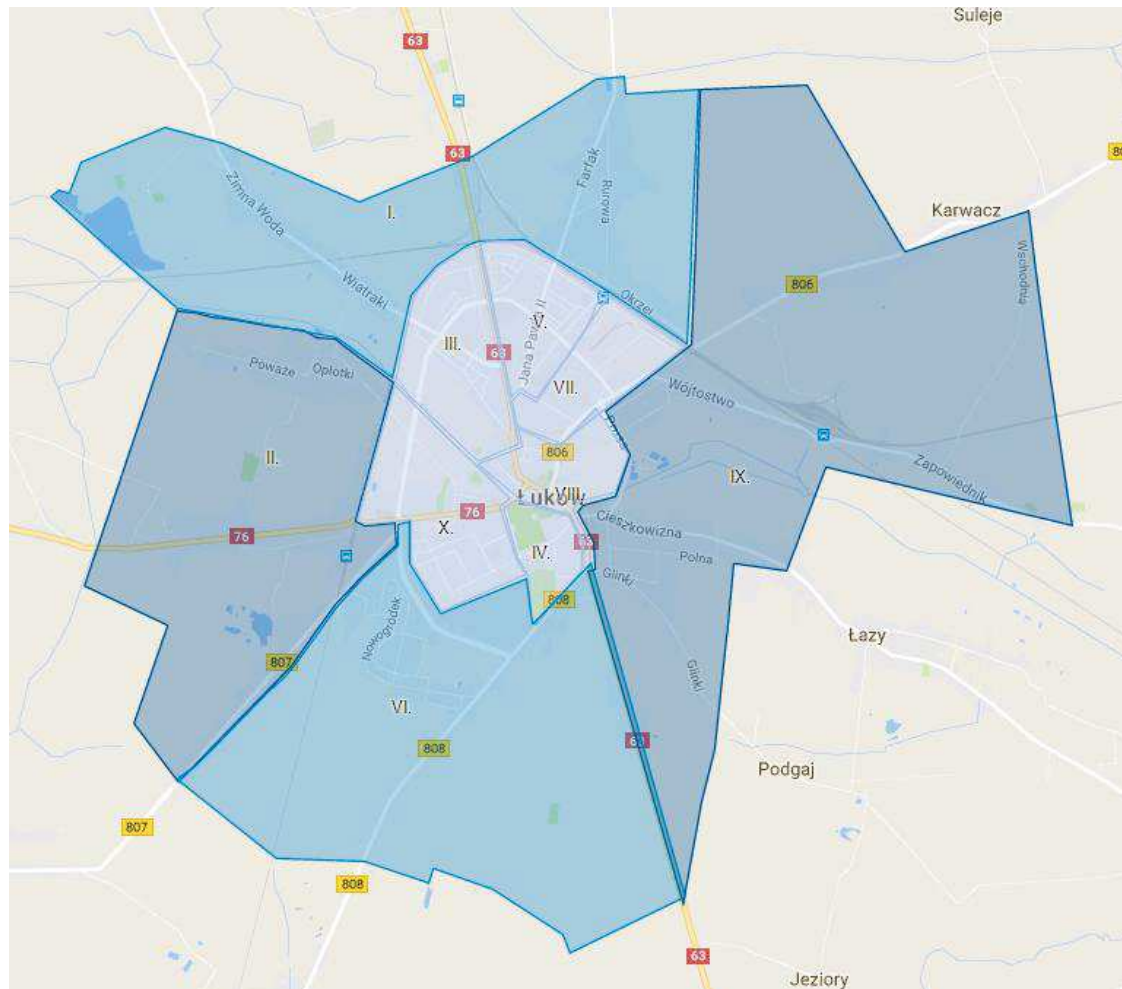 Suleje
63
63
80
Karwacz
Zimna Woda
I.
Farfak
Rurowa
Wschodnia
806
Wiatraki
Okrzei
V.
III.
63
Jana Pawła II
Poważe
Opłotki
VII.
Wójtostwo
806
II.
IX.
Zapowiednik
VIII.
Łuków
76
X.
76
Cieszkowizna
63
IV.
Polna
Glinki
808
Nowogródek
Łazy
807
Glinki
VI.
808
63
Podgaj
807
808
63
Jeziory